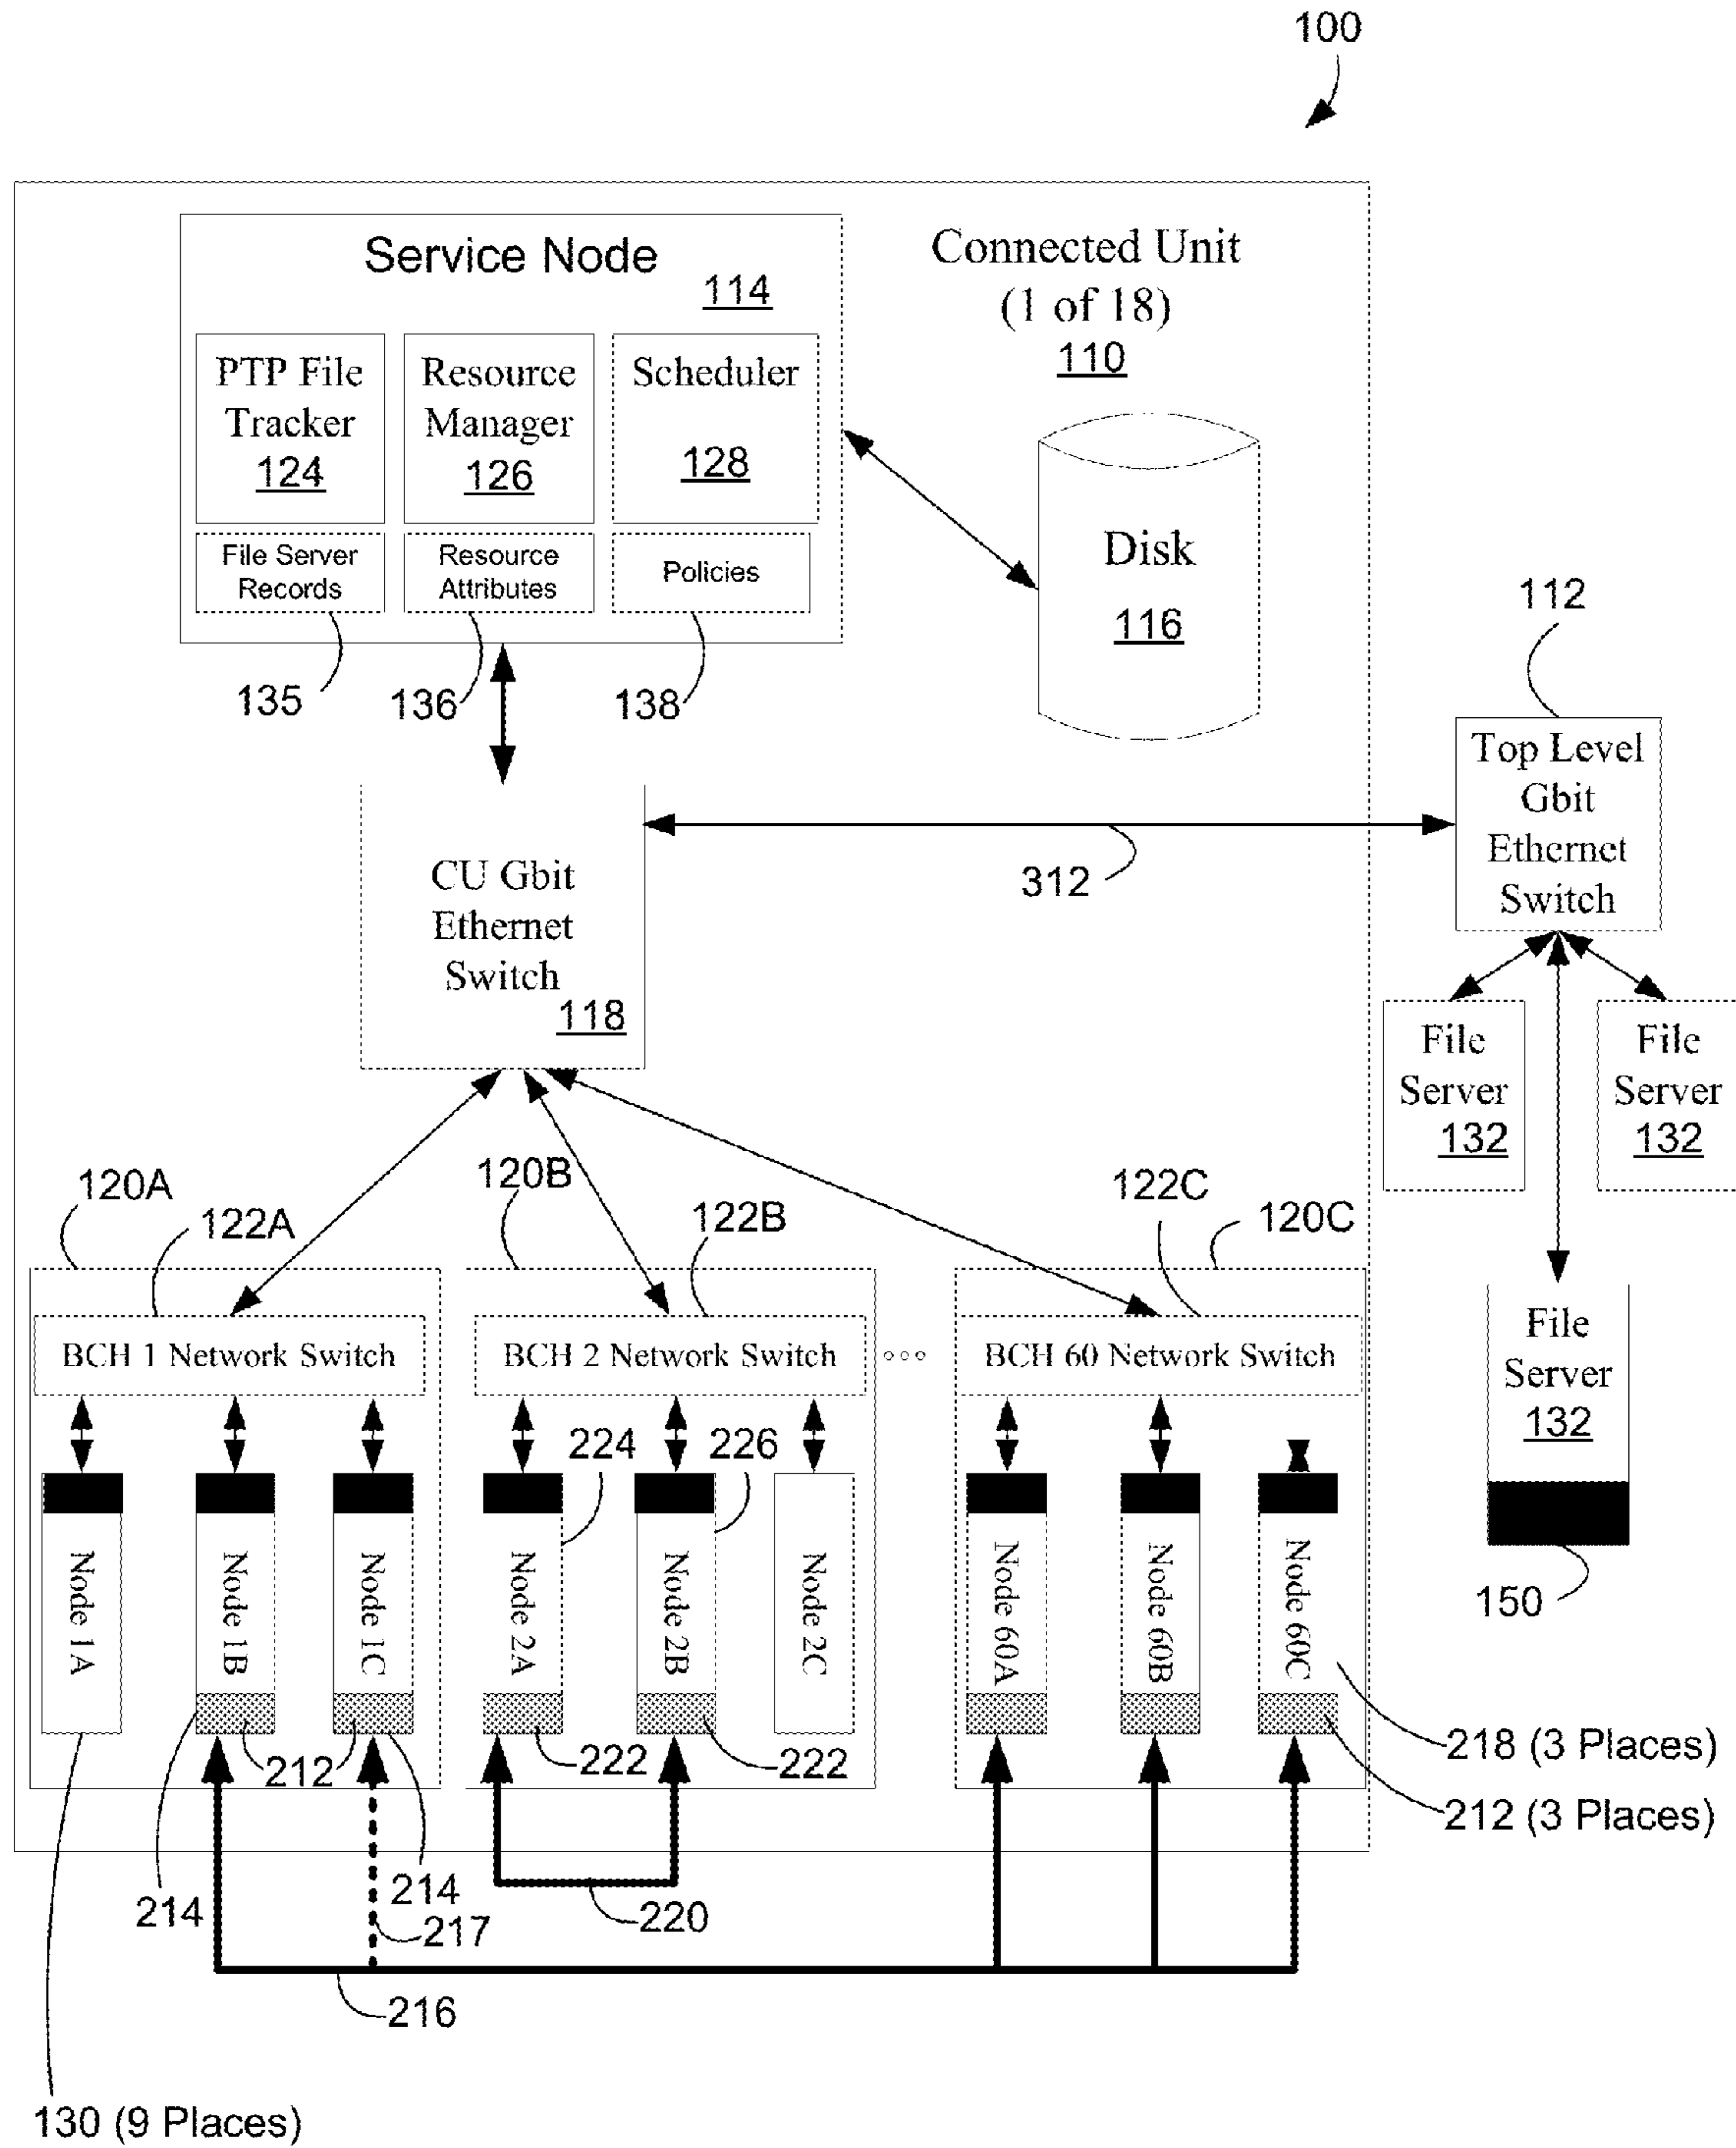 100
Service Node
114
Connected Unit
(1 of 18)
110
PTP File
Tracker
124
Resource
Manager
126
Scheduler
128
File Server
Records
Resource
Attributes
Policies
135
136
138
Disk
116
112
Top Level
Gbit
Ethernet
Switch
312
CU Gbit
Ethernet
Switch
118
File
Server
132
File
Server
132
File
Server
132
150
120A
122A
120B
122B
122C
120C
BCH 1 Network Switch
BCH 2 Network Switch
BCH 60 Network Switch
224
226
Node 1A
Node 1B
Node 1C
Node 2A
Node 2B
Node 2C
Node 60A
Node 60B
Node 60C
212
222
222
218 (3 Places)
212 (3 Places)
214
214
217
220
216
130 (9 Places)